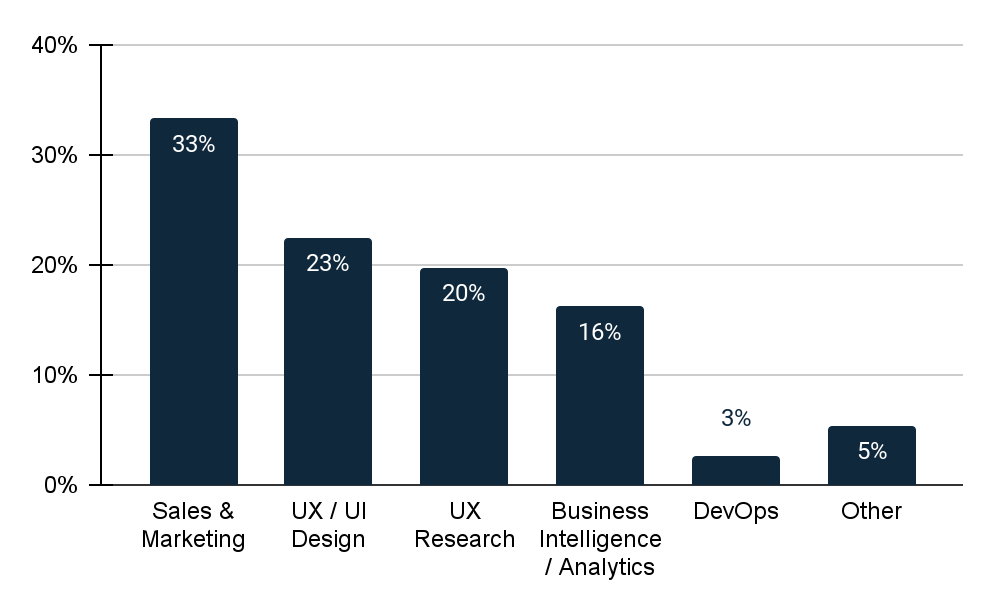 40%
30%
20%
10%
0%
33%
23%
20%
16%
3%
5%
Sales &
Marketing
UX / UI
Design
UX
Research
Business
Intelligence
/ Analytics
DevOps
Other